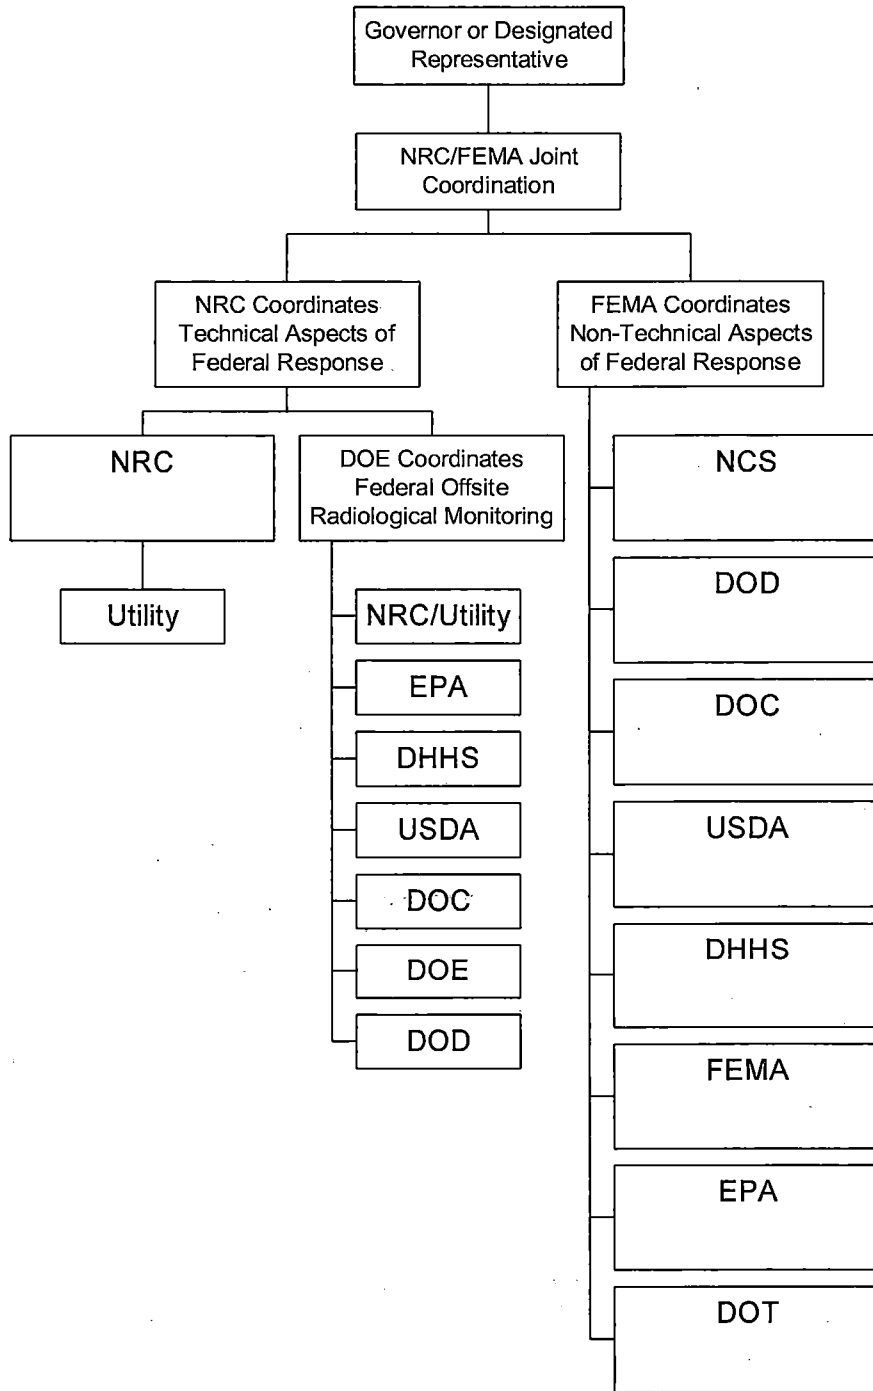 Governor or Designated
Representative
NRC/FEMA Joint
Coordination
NRC Coordinates
Technical Aspects of
Federal Response
FEMA Coordinates
Non-Technical Aspects
of Federal Response
NRC
Utility
DOE Coordinates
Federal Offsite
Radiological Monitoring
NRC/Utility
EPA
DHHS
USDA
DOC
DOE
DOD
NCS
DOD
DOC
USDA
DHHS
FEMA
EPA
DOT